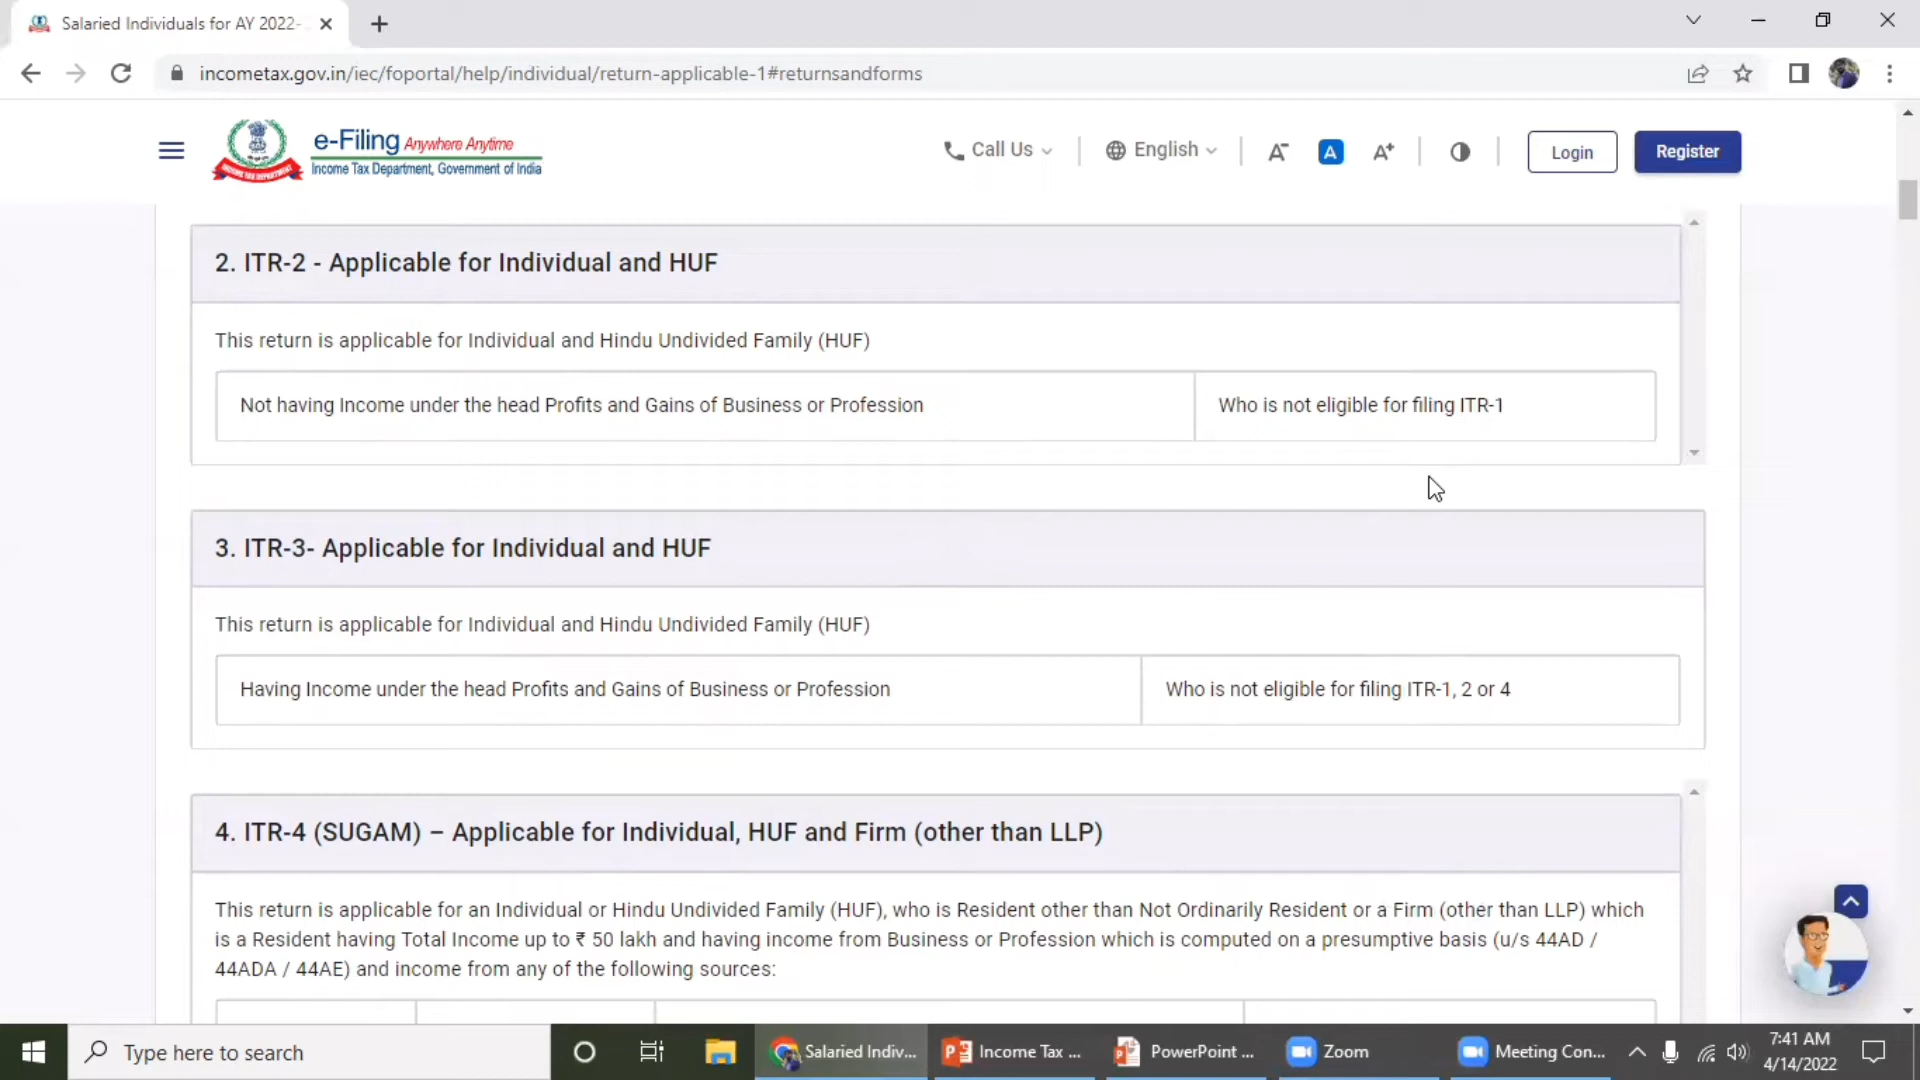 Salaried Individuals for AY 2022-
incometax.gov.in/iec/foportal/help/individual/return-applicable-1#returnsandforms
e-Filing Anywhere Anytime
Income Tax Department, Government of India
INCOME TAX DEPARTMENT
Call Us
English
A-
A
A+
Login
Register
2. ITR-2 - Applicable for Individual and HUF
This return is applicable for Individual and Hindu Undivided Family (HUF)
Not having Income under the head Profits and Gains of Business or Profession
Who is not eligible for filing ITR-1
3. ITR-3- Applicable for Individual and HUF
This return is applicable for Individual and Hindu Undivided Family (HUF)
Having Income under the head Profits and Gains of Business or Profession
Who is not eligible for filing ITR-1, 2 or 4
4. ITR-4 (SUGAM) – Applicable for Individual, HUF and Firm (other than LLP)
This return is applicable for an Individual or Hindu Undivided Family (HUF), who is Resident other than Not Ordinarily Resident or a Firm (other than LLP) which
is a Resident having Total Income up to ₹ 50 lakh and having income from Business or Profession which is computed on a presumptive basis (u/s 44AD /
44ADA / 44AE) and income from any of the following sources:
Type here to search
Salaried Indiv...
Income Tax ...
PowerPoint ...
Zoom
Meeting Con...
7:41 AM
4/14/2022